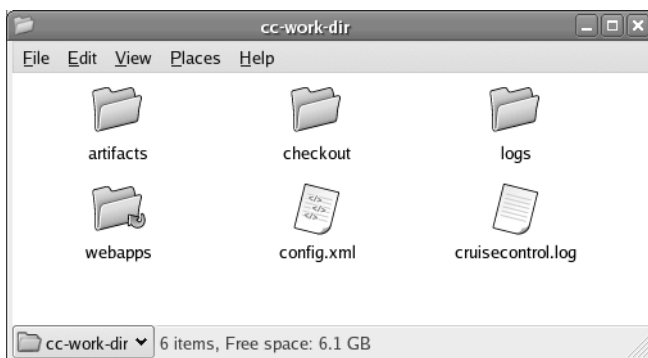 cc-work-dir
File Edit View Places Help
artifacts checkout logs
webapps config.xml cruisecontrol.log
cc-work-dir 6 items, Free space: 6.1 GB